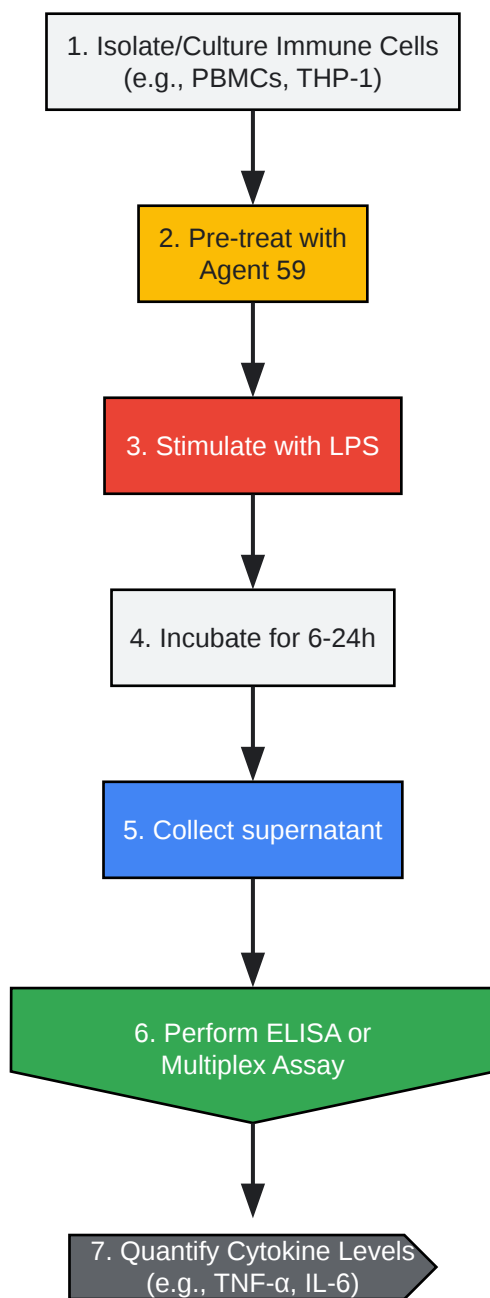 1. Isolate/Culture Immune Cells
(e.g., PBMCs, THP-1)
2. Pre-treat with
Agent 59
3. Stimulate with LPS
4. Incubate for 6-24h
5. Collect supernatant
6. Perform ELISA or
Multiplex Assay
7. Quantify Cytokine Levels
(e.g., TNF-α, IL-6)